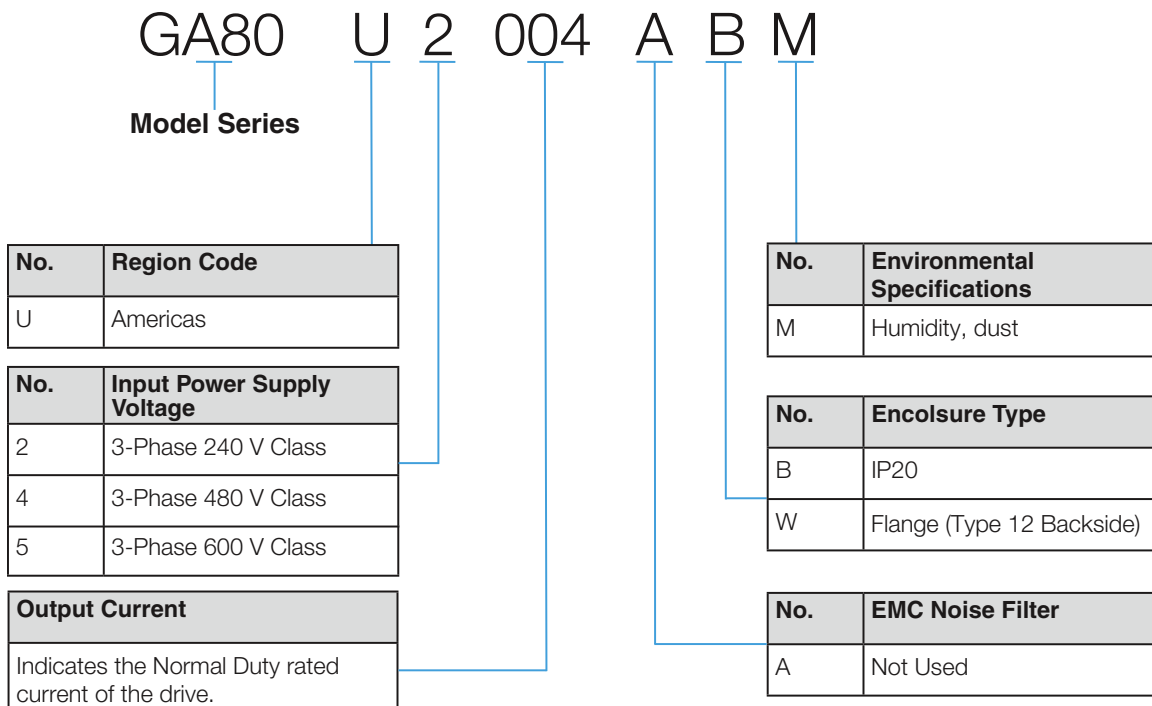 GA80 U 2 004 A B M
Model Series
No. Region Code
U Americas
No. Input Power Supply
Voltage
2 3-Phase 240 V Class
4 3-Phase 480 V Class
5 3-Phase 600 V Class
Output Current
Indicates the Normal Duty rated
current of the drive.
No. Environmental
Specifications
M Humidity, dust
No. Encolsure Type
B IP20
W Flange (Type 12 Backside)
No. EMC Noise Filter
A Not Used